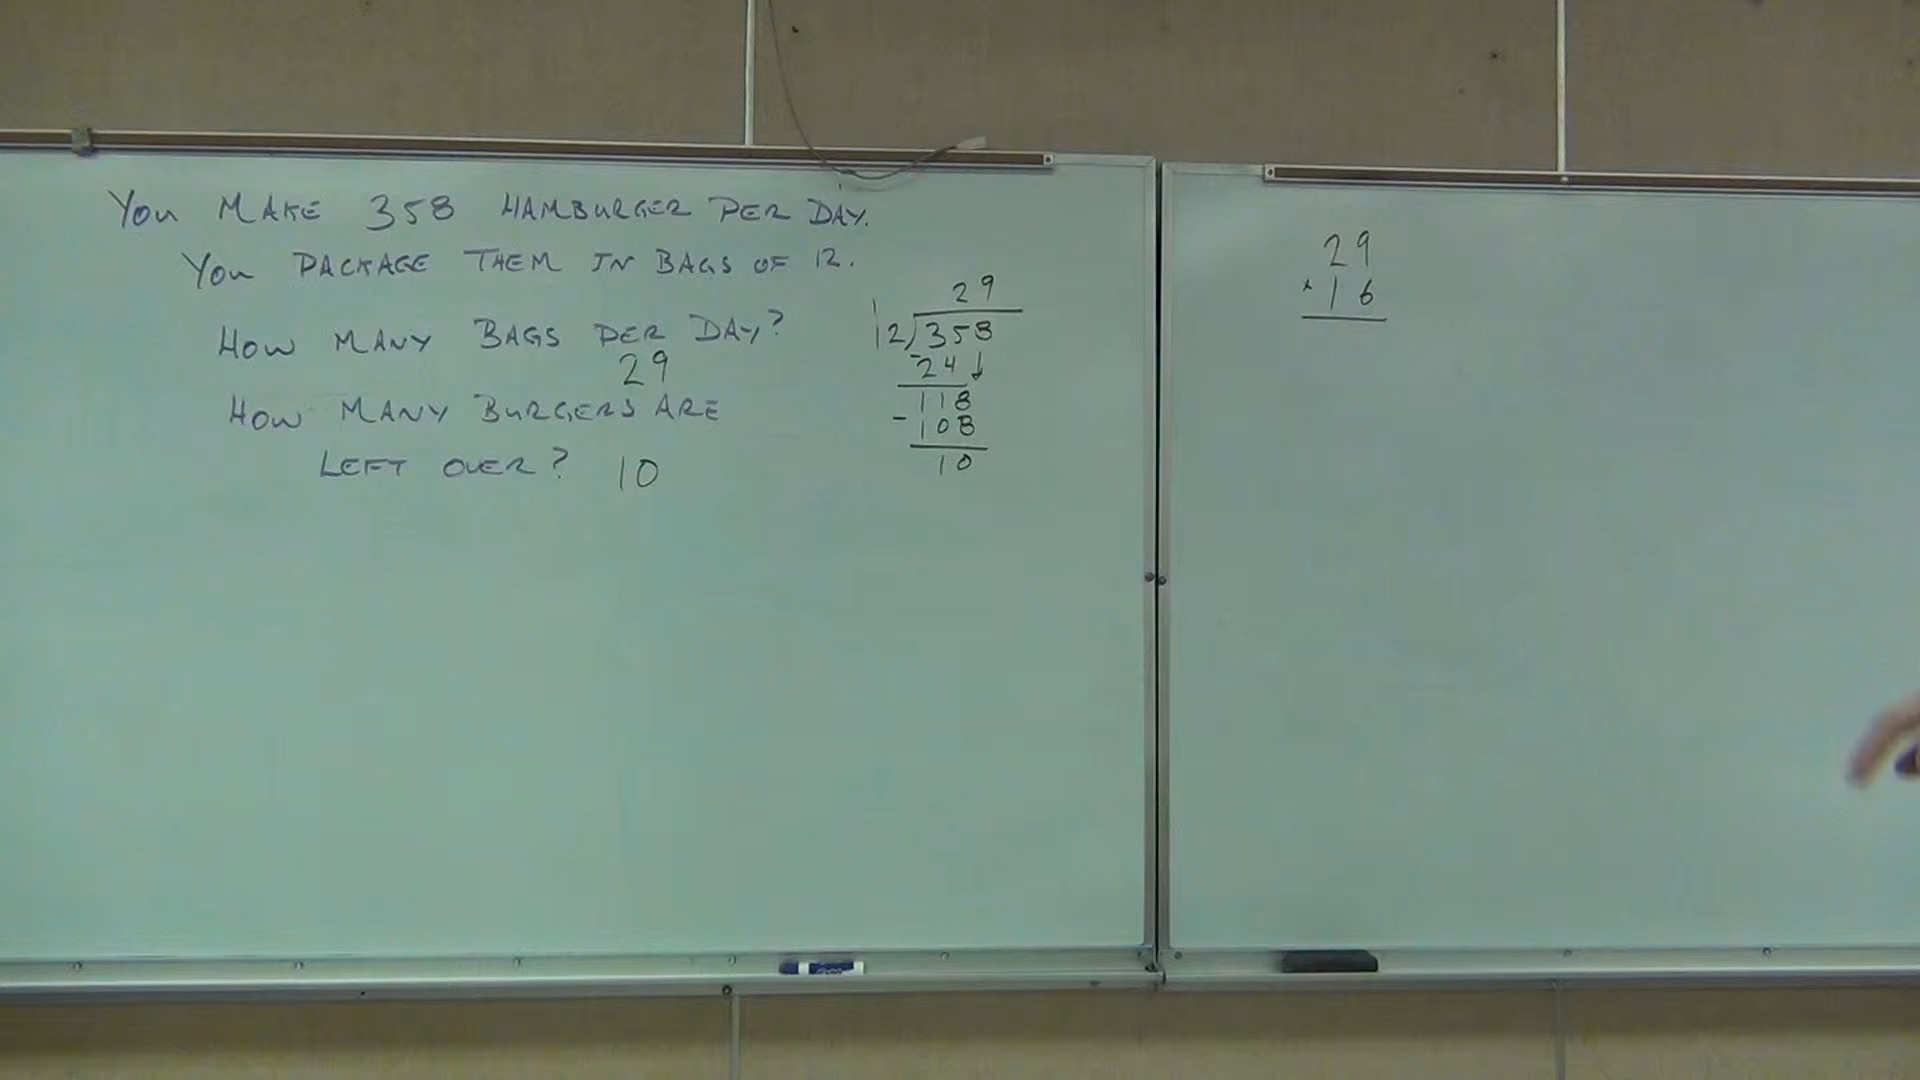 YOU MAKE 358 HAMBURGER PER DAY.
YOU PACKAGE THEM IN BAGS OF 12.
HOW MANY BAGS PER DAY?
29
HOW MANY BURGERS ARE
LEFT OVER? 10
29
12)358
-24↓
118
-108
10
29
×16